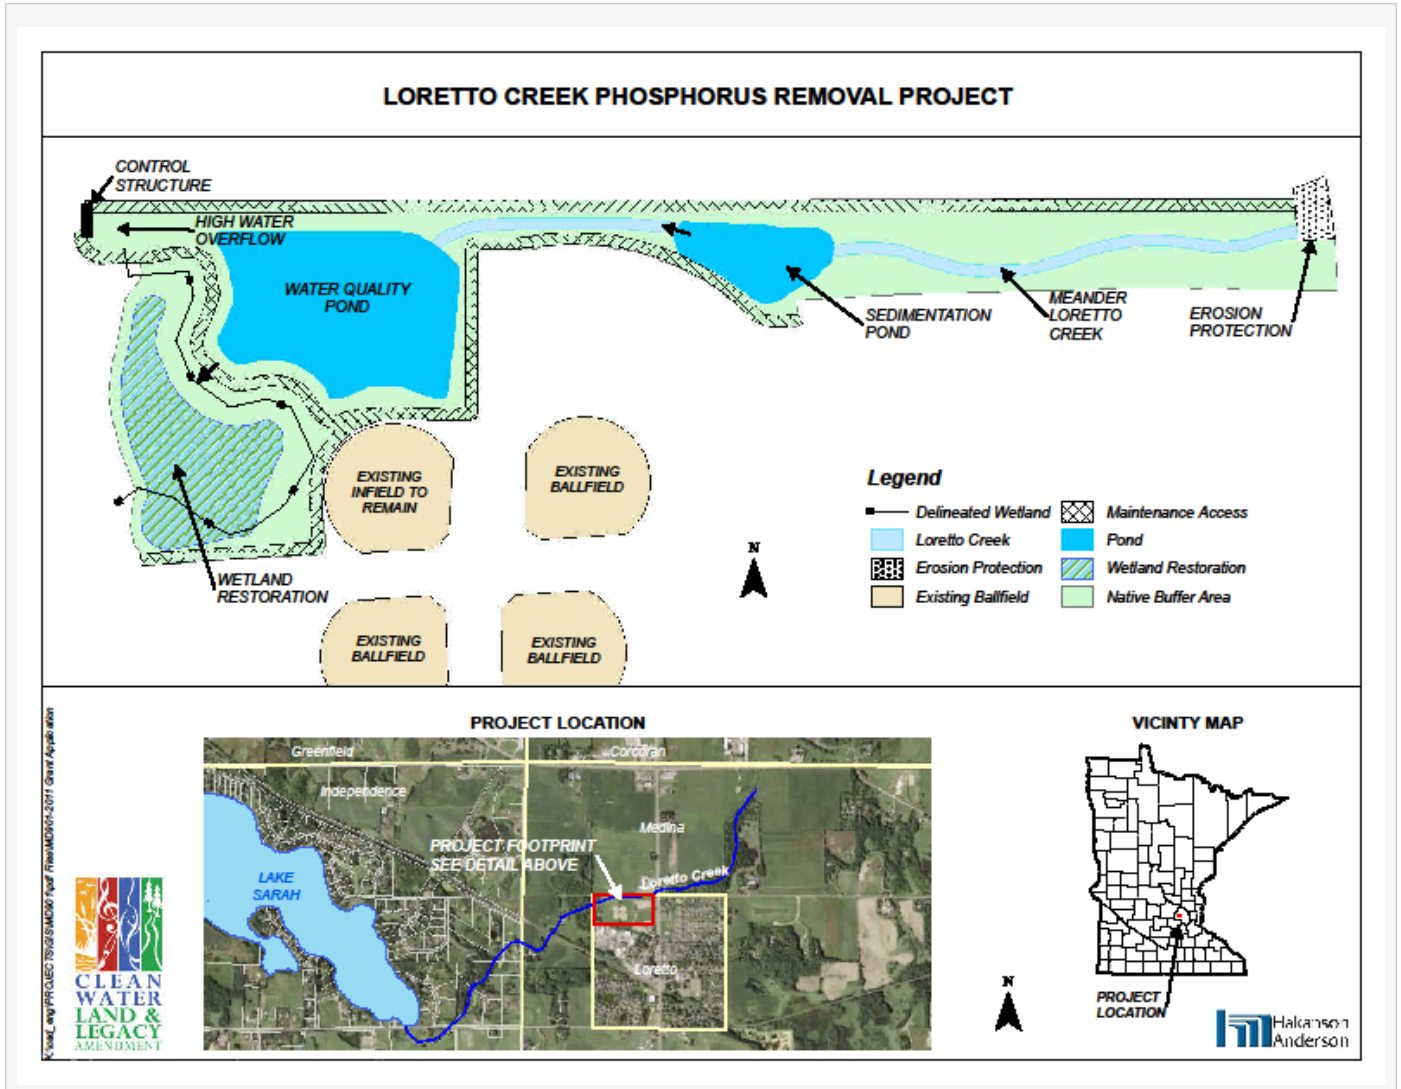 LORETTO CREEK PHOSPHORUS REMOVAL PROJECT
CONTROL
STRUCTURE
HIGH WATER
OVERFLOW
WATER QUALITY
POND
SEDIMENTATION
POND
MEANDER
LORETTO
CREEK
EROSION
PROTECTION
EXISTING
INFIELD TO
REMAIN
EXISTING
BALLFIELD
WETLAND
RESTORATION
EXISTING
BALLFIELD
EXISTING
BALLFIELD
N
Legend
Delineated Wetland
Maintenance Access
Loretto Creek
Pond
Erosion Protection
Wetland Restoration
Existing Ballfield
Native Buffer Area
PROJECT LOCATION
Greenfield
Corcoran
Independence
Medina
PROJECT FOOTPRINT
SEE DETAIL ABOVE
Loretto Creek
LAKE
SARAH
Loretto
VICINTY MAP
PROJECT
LOCATION
N
CLEAN
WATER
LAND &
LEGACY
AMENDMENT
Hakanson
Anderson